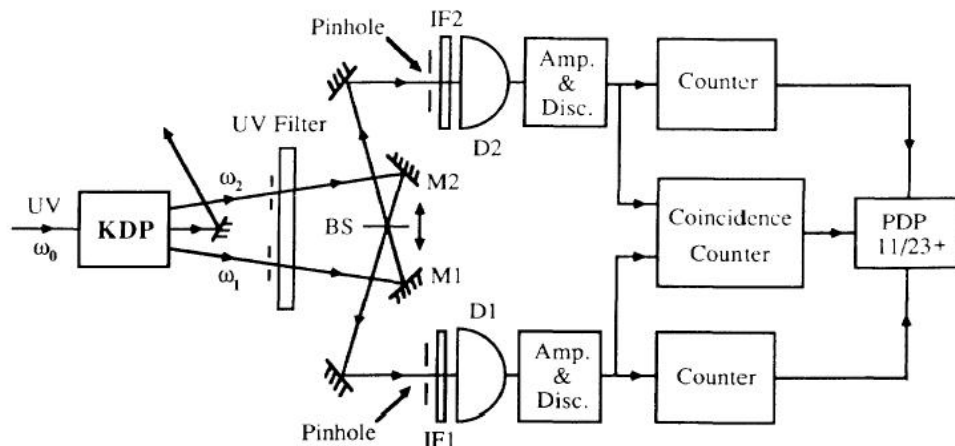 Pinhole
IF2
Amp.
&
Disc.
Counter
UV Filter
D2
ω2
M2
UV
ω0
KDP
BS
Coincidence
Counter
PDP
11/23+
ω1
M1
D1
Amp.
&
Disc.
Counter
Pinhole
IF1